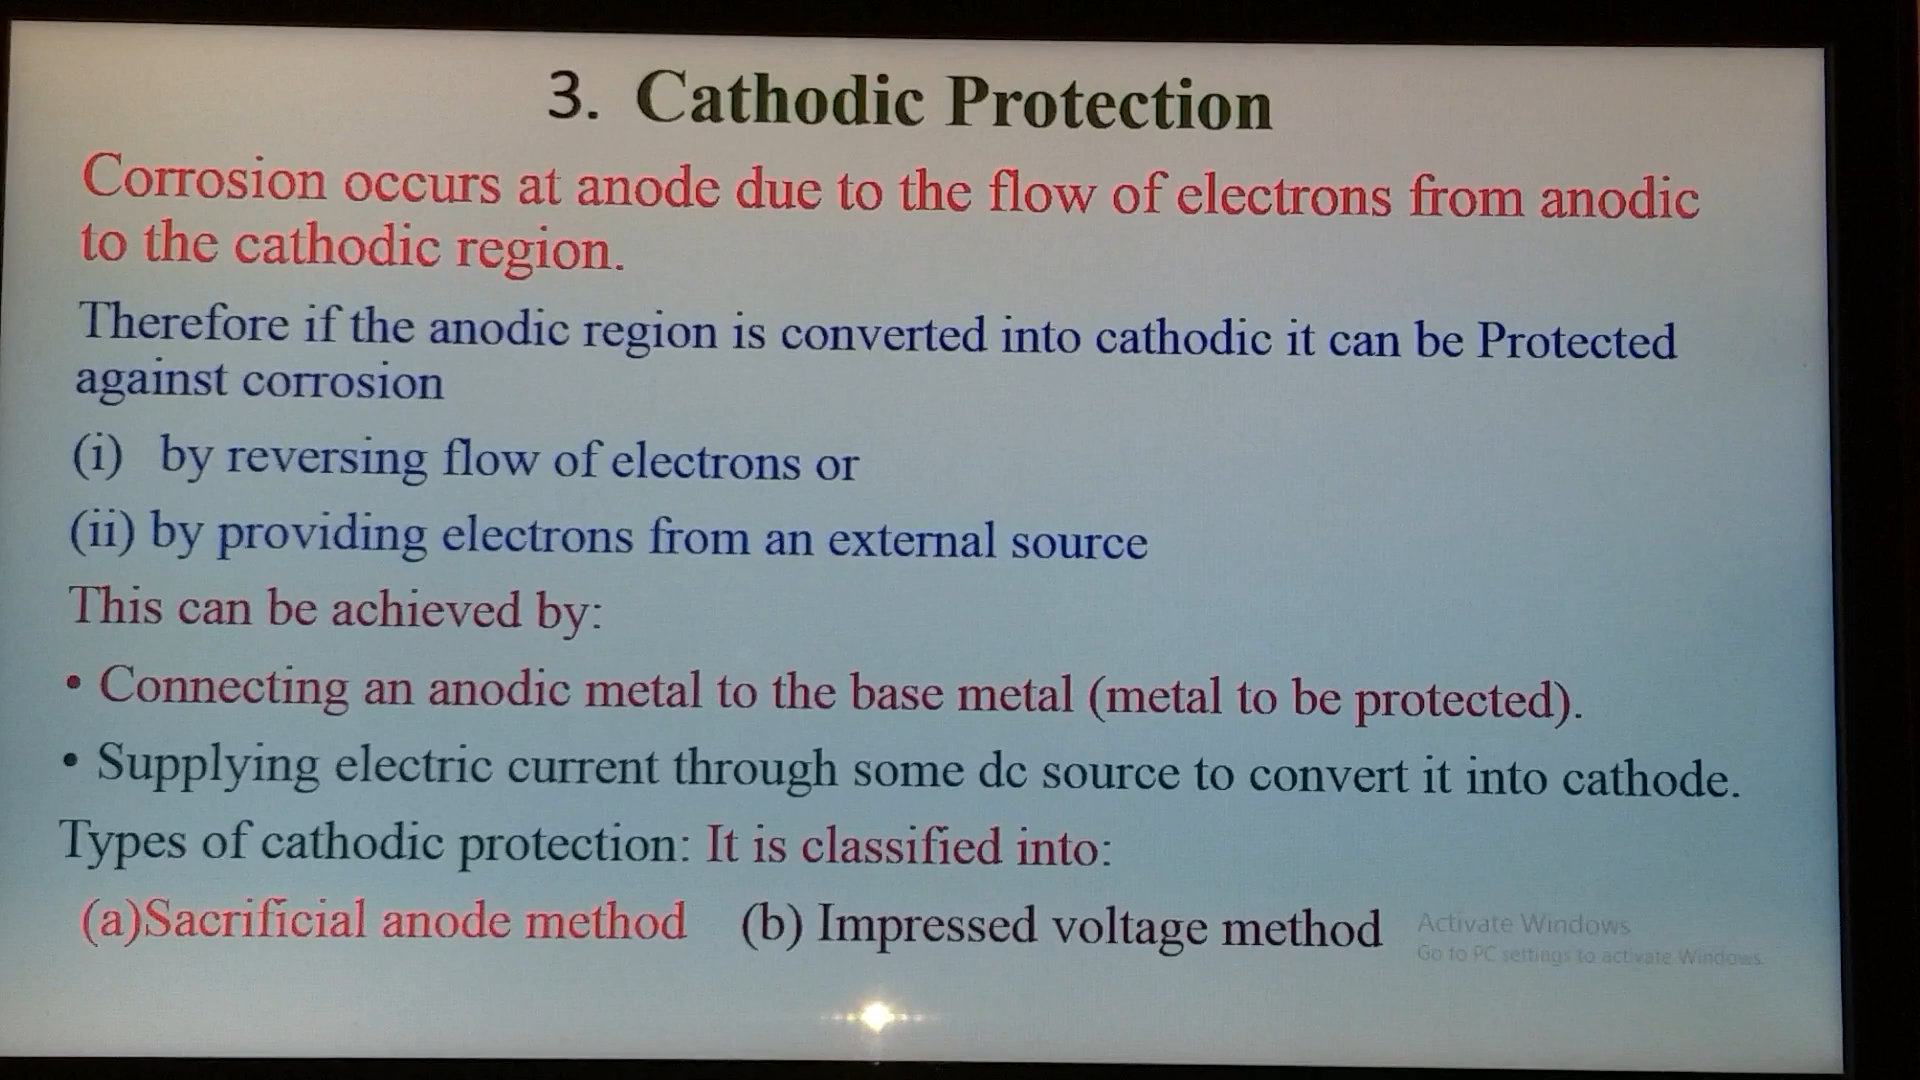 3. Cathodic Protection
Corrosion occurs at anode due to the flow of electrons from anodic
to the cathodic region.
Therefore if the anodic region is converted into cathodic it can be Protected
against corrosion
(i) by reversing flow of electrons or
(ii) by providing electrons from an external source
This can be achieved by:
• Connecting an anodic metal to the base metal (metal to be protected).
• Supplying electric current through some dc source to convert it into cathode.
Types of cathodic protection: It is classified into:
(a)Sacrificial anode method (b) Impressed voltage method
Activate Windows
Go to PC settings to activate Windows.